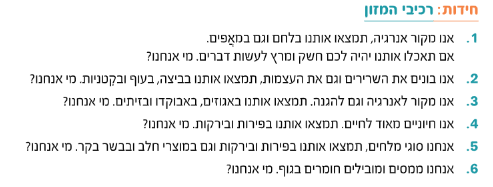 חידות: רכיבי המזון
1. אנו מקור אנרגיה, תמצאו אותנו בלחם וגם במאֲפים.
אם תאכלו אותנו יהיה לכם חשק ומרץ לעשות דברים. מי אנחנו?
2. אנו בונים את השרירים וגם את העצמות, תמצאו אותנו בביצה, בעוף ובקִטניות. מי אנחנו?
3. אנו מקור לאנרגיה וגם להגנה. תמצאו אותנו באגוזים, באבוקדו ובזיתים. מי אנחנו?
4. אנו חיוניים מאוד לחיים. תמצאו אותנו בפירות ובירקות. מי אנחנו?
5. אנחנו סוגי מלחים, תמצאו אותנו בפירות ובירקות וגם במוצרי חלב ובבשר בקר. מי אנחנו?
6. אנחנו ממסים ומובילים חומרים בגוף. מי אנחנו?